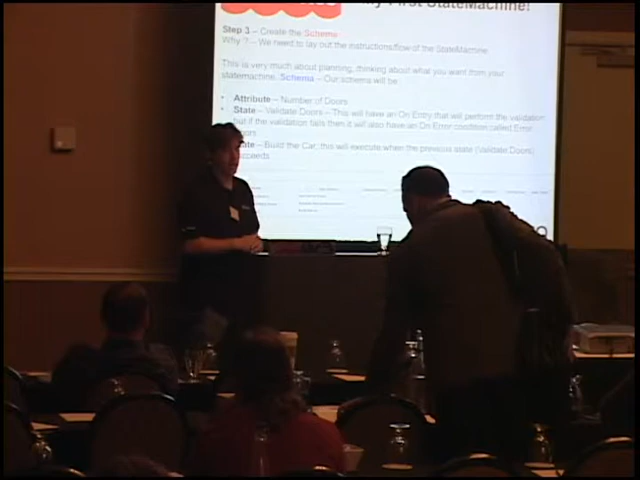 My First StateMachine!
Step 3 – Create the Schema
Why ? – We need to lay out the instructions/flow of the StateMachine.
This is very much about planning, thinking about what you want from your
statemachine. Schema – Our schema will be:
• Attribute – Number of Doors
• State – Validate Doors – This will have an On Entry that will perform the validation
but if the validation fails then it will also have an On Error condition called Error
Doors
State – Build the Car, this will execute when the previous state (Validate Doors)
succeeds